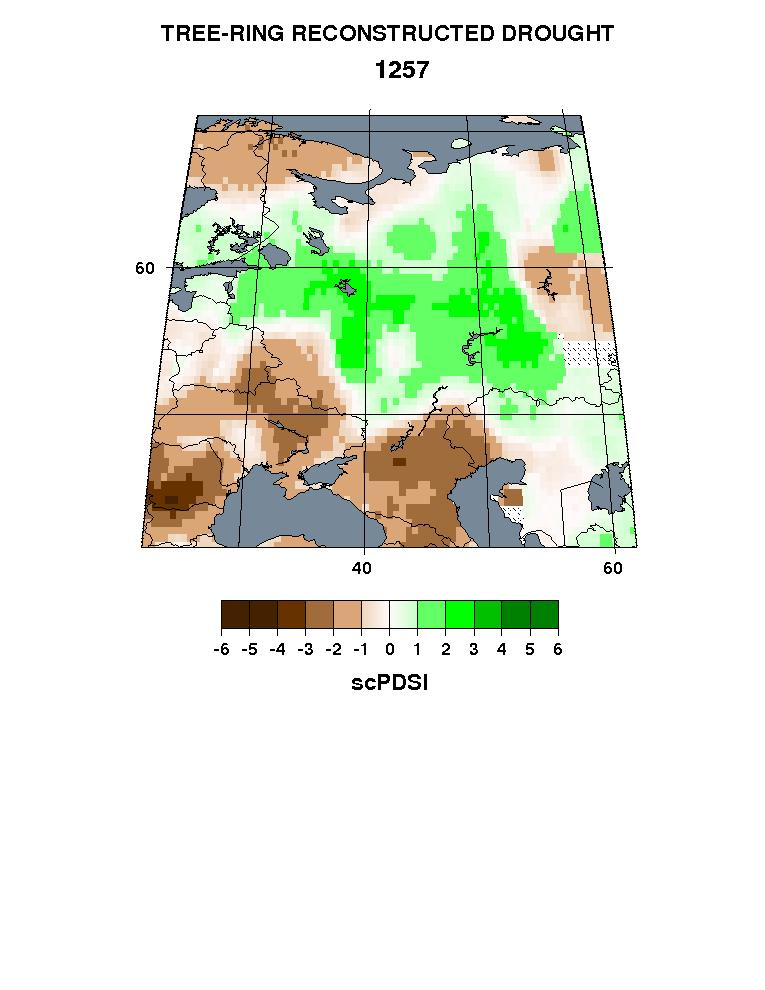 TREE-RING RECONSTRUCTED DROUGHT
1257
60
40 60
-6 -5 -4 -3 -2 -1 0 1 2 3 4 5 6
scPDSI